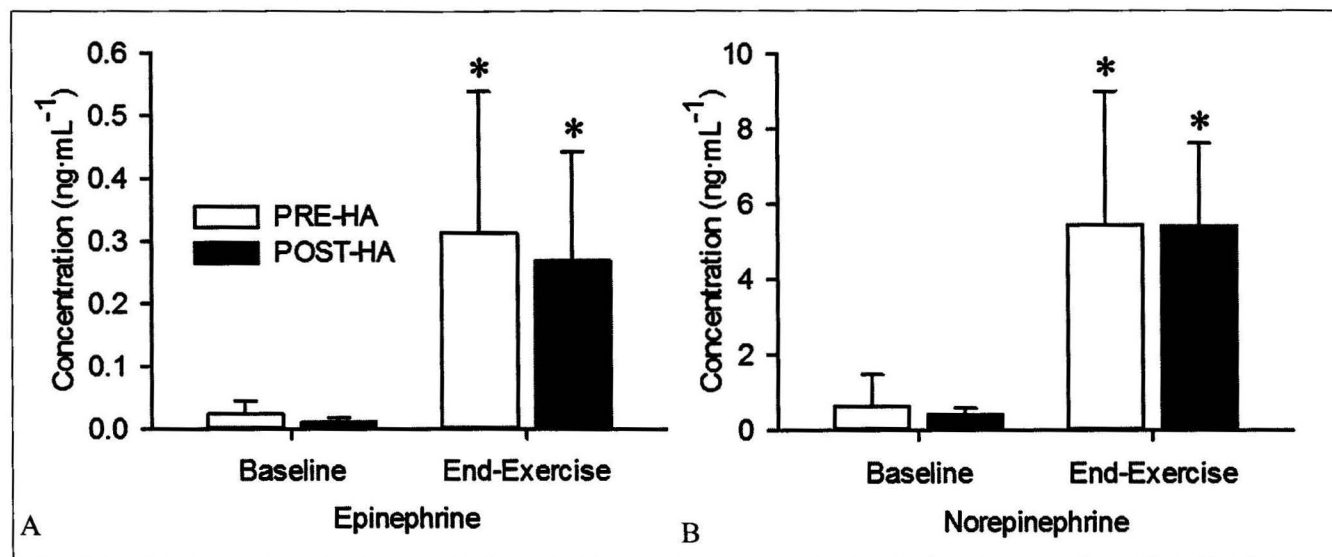 Concentration (ng·mL⁻¹)
0.6
0.5
0.4
0.3
0.2
0.1
0.0
* *
PRE-HA
POST-HA
Baseline End-Exercise
Epinephrine
A
Concentration (ng·mL⁻¹)
10
8
6
4
2
0
* *
Baseline End-Exercise
Norepinephrine
B